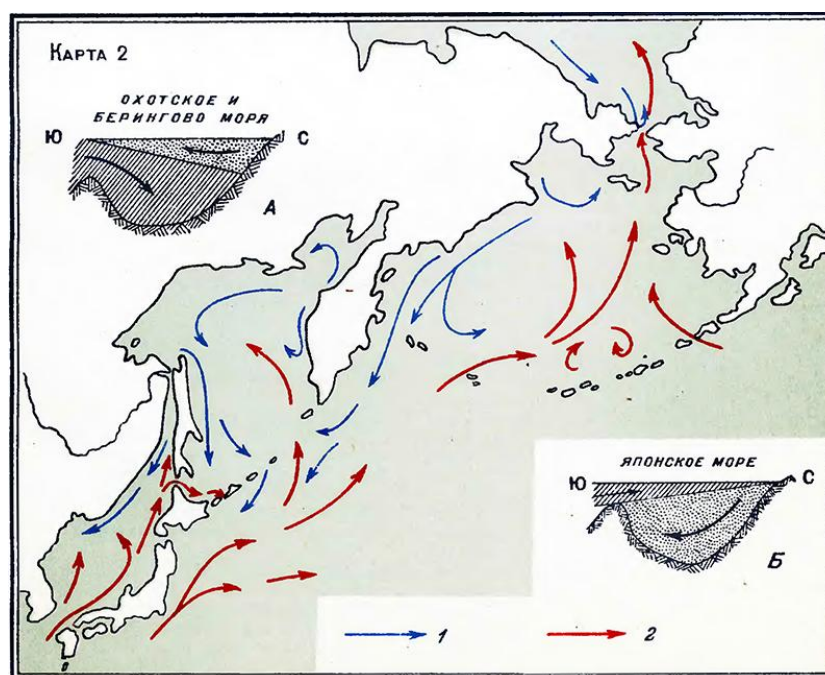 КАРТА 2
ОХОТСКОЕ И
БЕРИНГОВО МОРЯ
Ю
С
А
ЯПОНСКОЕ МОРЕ
Ю
С
Б
1
2